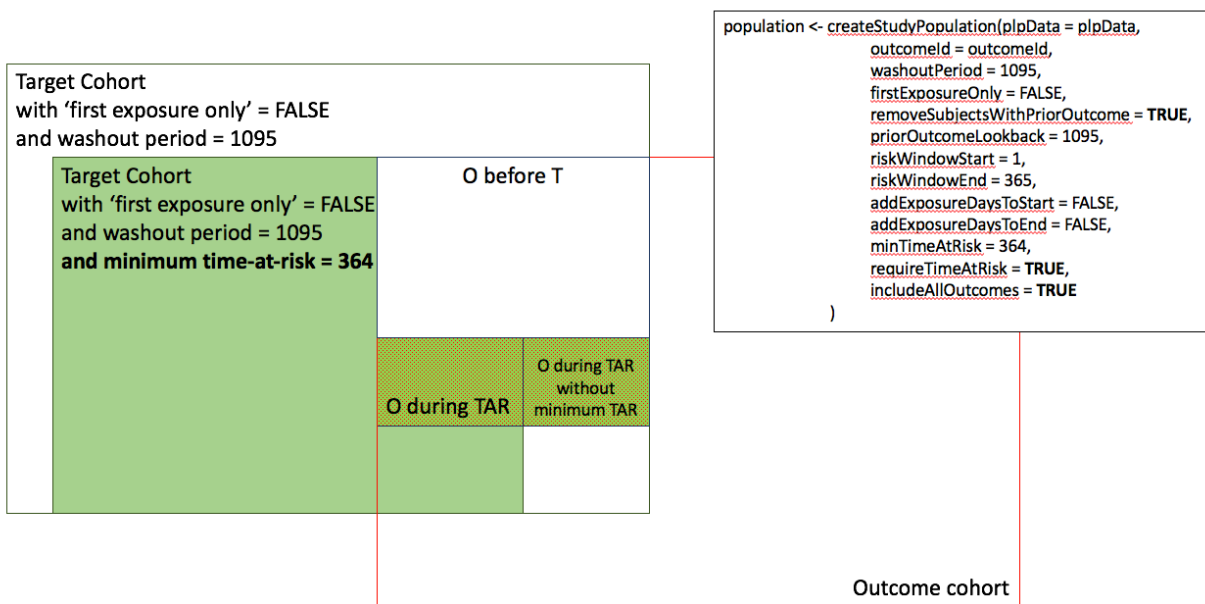 population <- createStudyPopulation(plpData = plpData,
outcomeId = outcomeId,
washoutPeriod = 1095,
firstExposureOnly = FALSE,
removeSubjectsWithPriorOutcome = TRUE,
priorOutcomeLookback = 1095,
riskWindowStart = 1,
riskWindowEnd = 365,
addExposureDaysToStart = FALSE,
addExposureDaysToEnd = FALSE,
minTimeAtRisk = 364,
requireTimeAtRisk = TRUE,
includeAllOutcomes = TRUE
)
Target Cohort
with ‘first exposure only’ = FALSE
and washout period = 1095
Target Cohort
with ‘first exposure only’ = FALSE
and washout period = 1095
and minimum time-at-risk = 364
O before T
O during TAR
O during TAR
without
minimum TAR
Outcome cohort